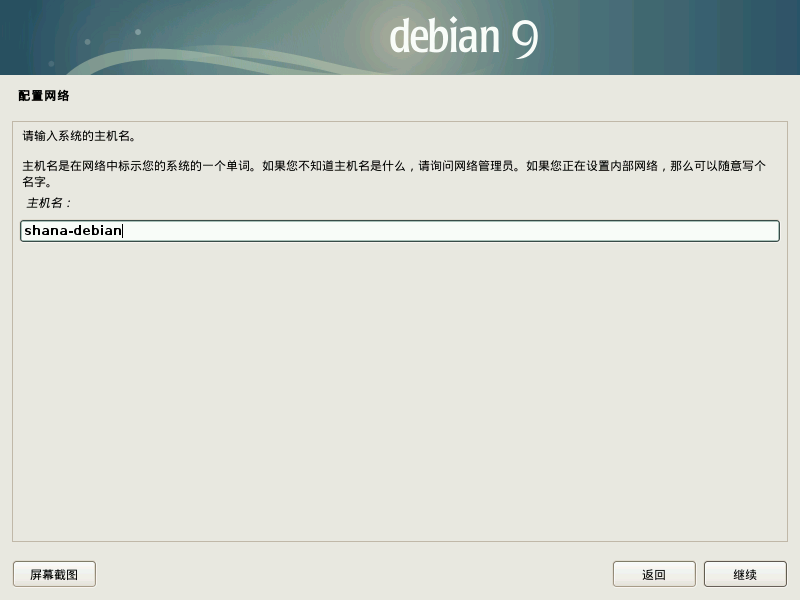 debian 9
配置网络
请输入系统的主机名。
主机名是在网络中标示您的系统的一个单词。如果您不知道主机名是什么，请询问网络管理员。如果您正在设置内部网络，那么可以随意写个
名字。
主机名：
shana-debian
屏幕截图
返回
继续